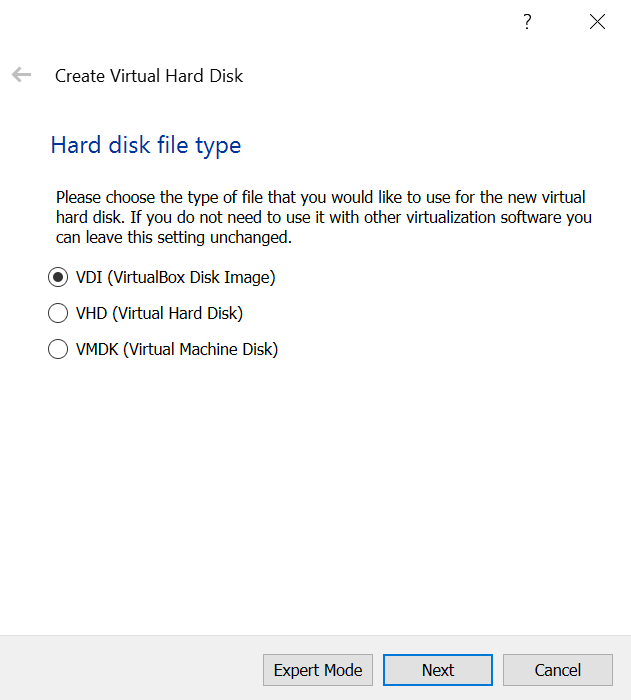 ?
Create Virtual Hard Disk
Hard disk file type
Please choose the type of file that you would like to use for the new virtual
hard disk. If you do not need to use it with other virtualization software you
can leave this setting unchanged.
VDI (VirtualBox Disk Image)
VHD (Virtual Hard Disk)
VMDK (Virtual Machine Disk)
Expert Mode Next Cancel